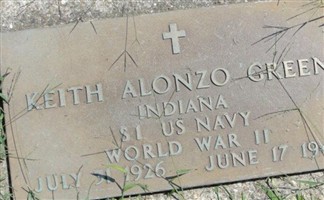 KEITH ALONZO GREEN
INDIANA
S1 US NAVY
WORLD WAR II
JULY 1926 JUNE 17